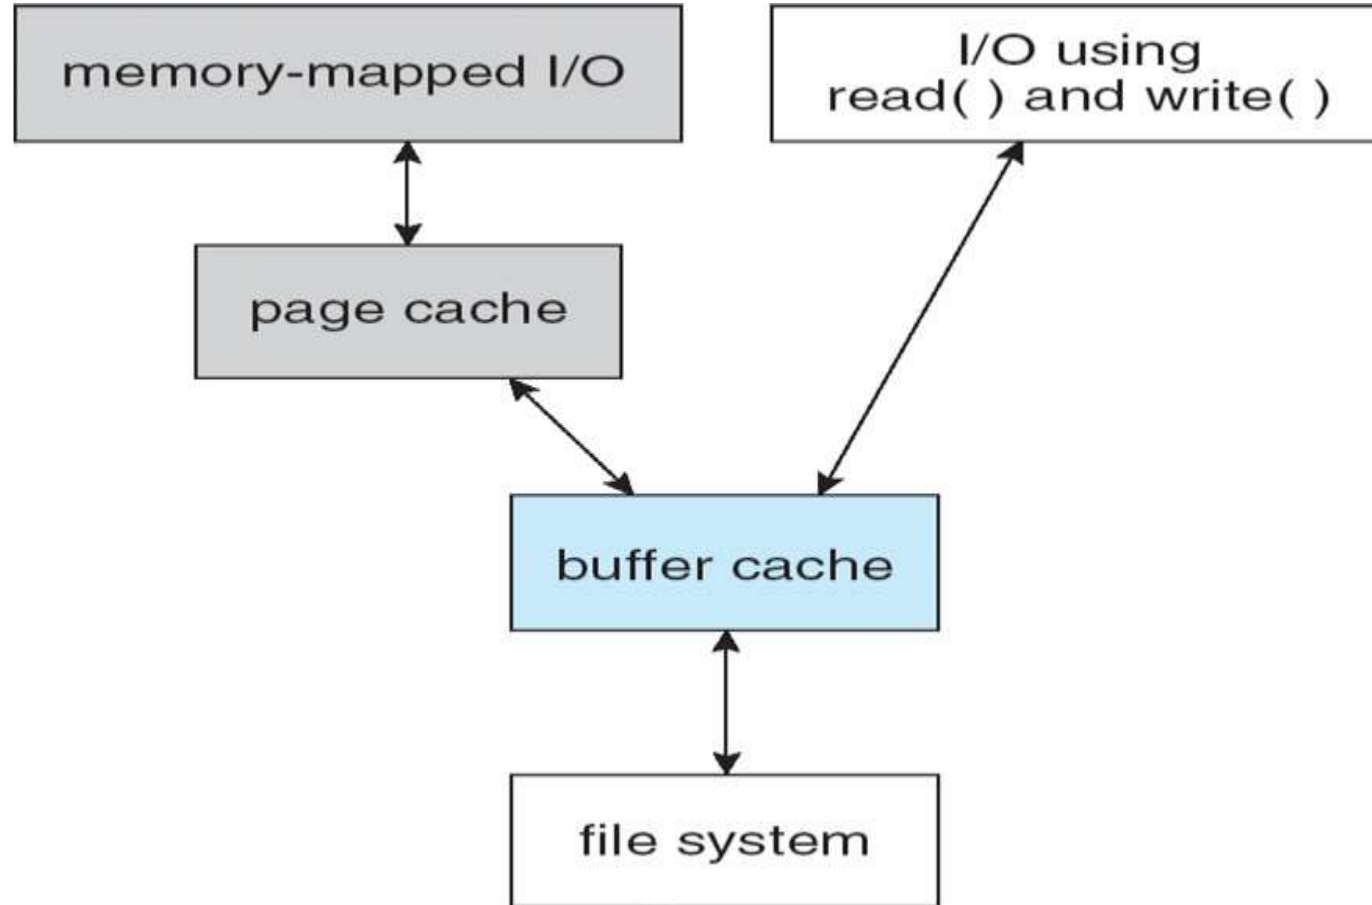 memory-mapped I/O
I/O using
read( ) and write( )
page cache
buffer cache
file system